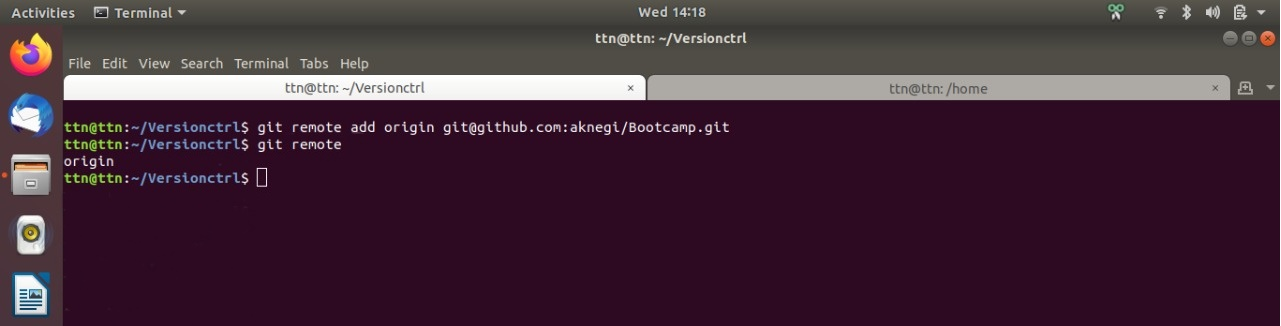 Activities Terminal Wed 14:18
ttn@ttn: ~/Versionctrl
File Edit View Search Terminal Tabs Help
ttn@ttn: ~/Versionctrl × ttn@ttn: /home ×
ttn@ttn:~/Versionctrl$ git remote add origin git@github.com:aknegi/Bootcamp.git
ttn@ttn:~/Versionctrl$ git remote
origin
ttn@ttn:~/Versionctrl$